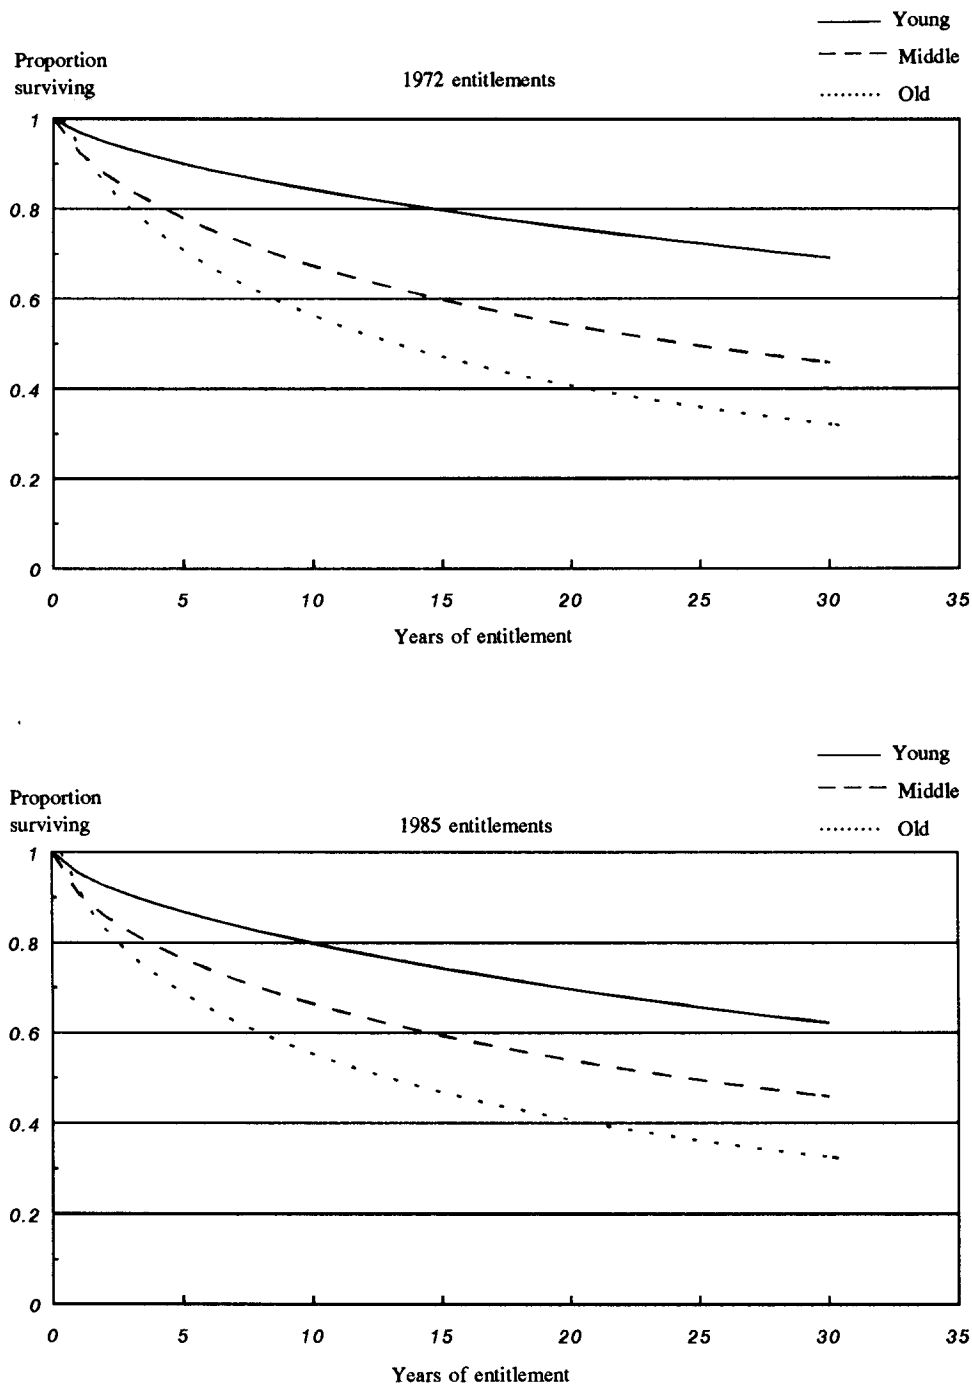 Young
Middle
Old
Proportion
surviving
1972 entitlements
1
0.8
0.6
0.4
0.2
0
0 5 10 15 20 25 30 35
Years of entitlement
Young
Middle
Old
Proportion
surviving
1985 entitlements
1
0.8
0.6
0.4
0.2
0
0 5 10 15 20 25 30 35
Years of entitlement